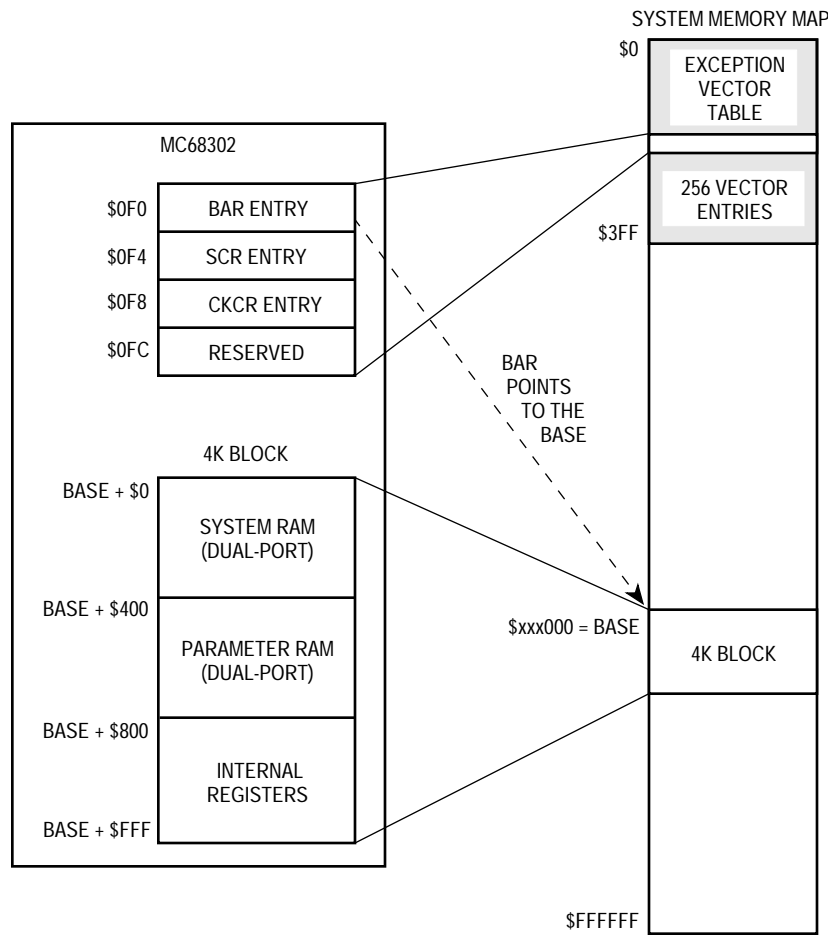 SYSTEM MEMORY MAP
$0
EXCEPTION
VECTOR
TABLE
256 VECTOR
ENTRIES
$3FF
MC68302
$0F0
BAR ENTRY
$0F4
SCR ENTRY
$0F8
CKCR ENTRY
$0FC
RESERVED
BAR
POINTS
TO THE
BASE
4K BLOCK
BASE + $0
SYSTEM RAM
(DUAL-PORT)
BASE + $400
PARAMETER RAM
(DUAL-PORT)
BASE + $800
INTERNAL
REGISTERS
BASE + $FFF
$xxx000 = BASE
4K BLOCK
$FFFFFF